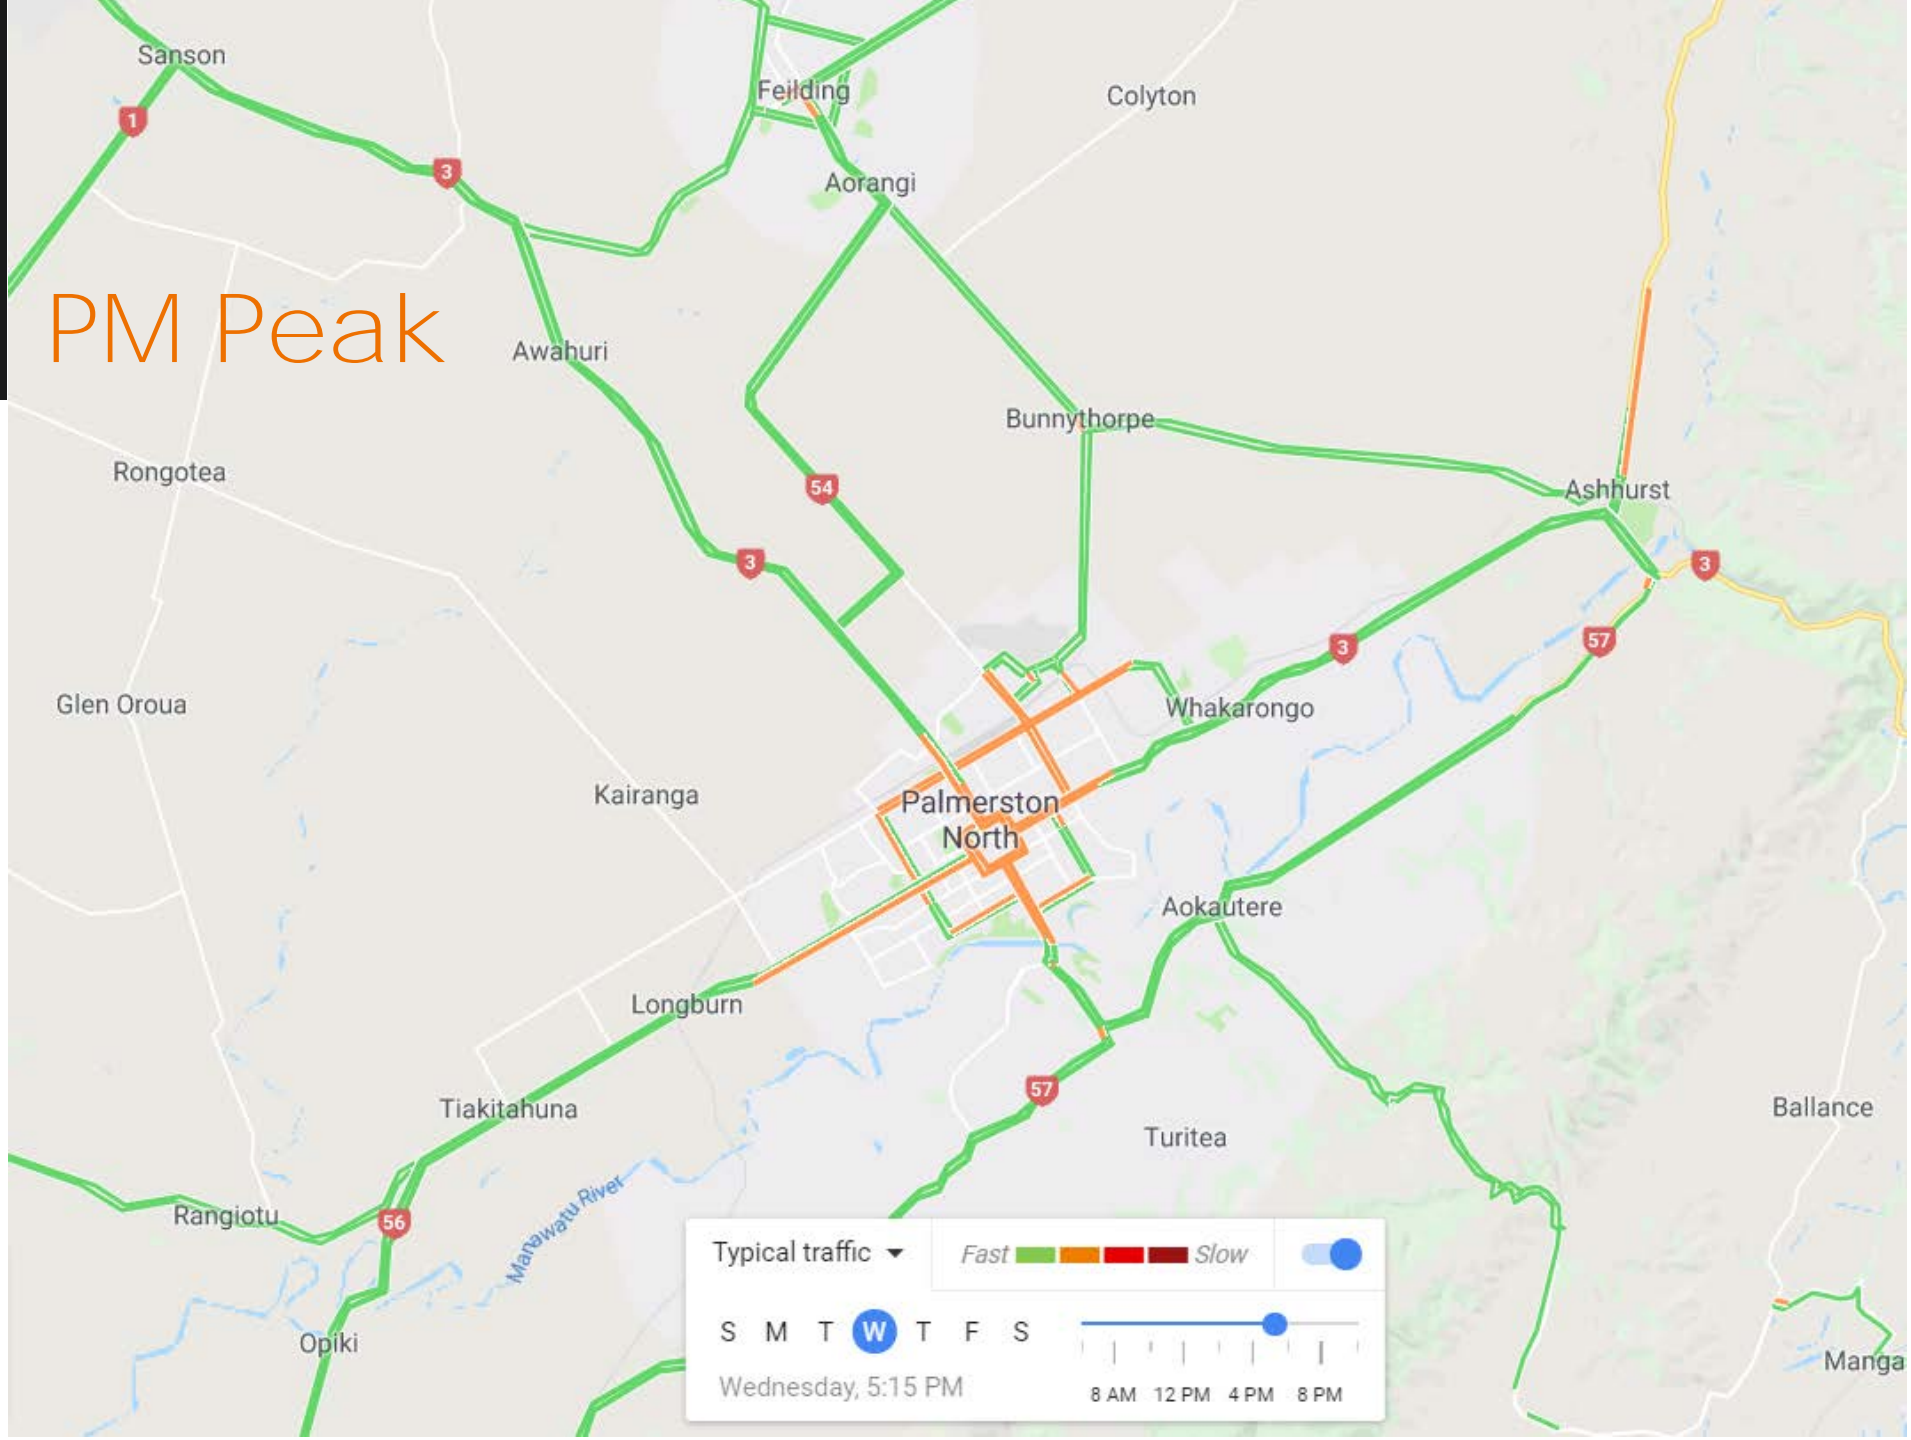 Sanson
Feilding
Colyton
1
3
Aorangi
PM Peak
Awahuri
Bunnythorpe
Rongotea
54
Ashhurst
3
3
3
57
Glen Oroua
Whakarongo
Kairanga
Palmerston
North
Aokautere
Longburn
57
Tiakitahuna
Ballance
Turitea
Rangiotu
56
Manawatu River
Opiki
Manga
Typical traffic
Fast
Slow
S M T W T F S
Wednesday, 5:15 PM
8 AM 12 PM 4 PM 8 PM